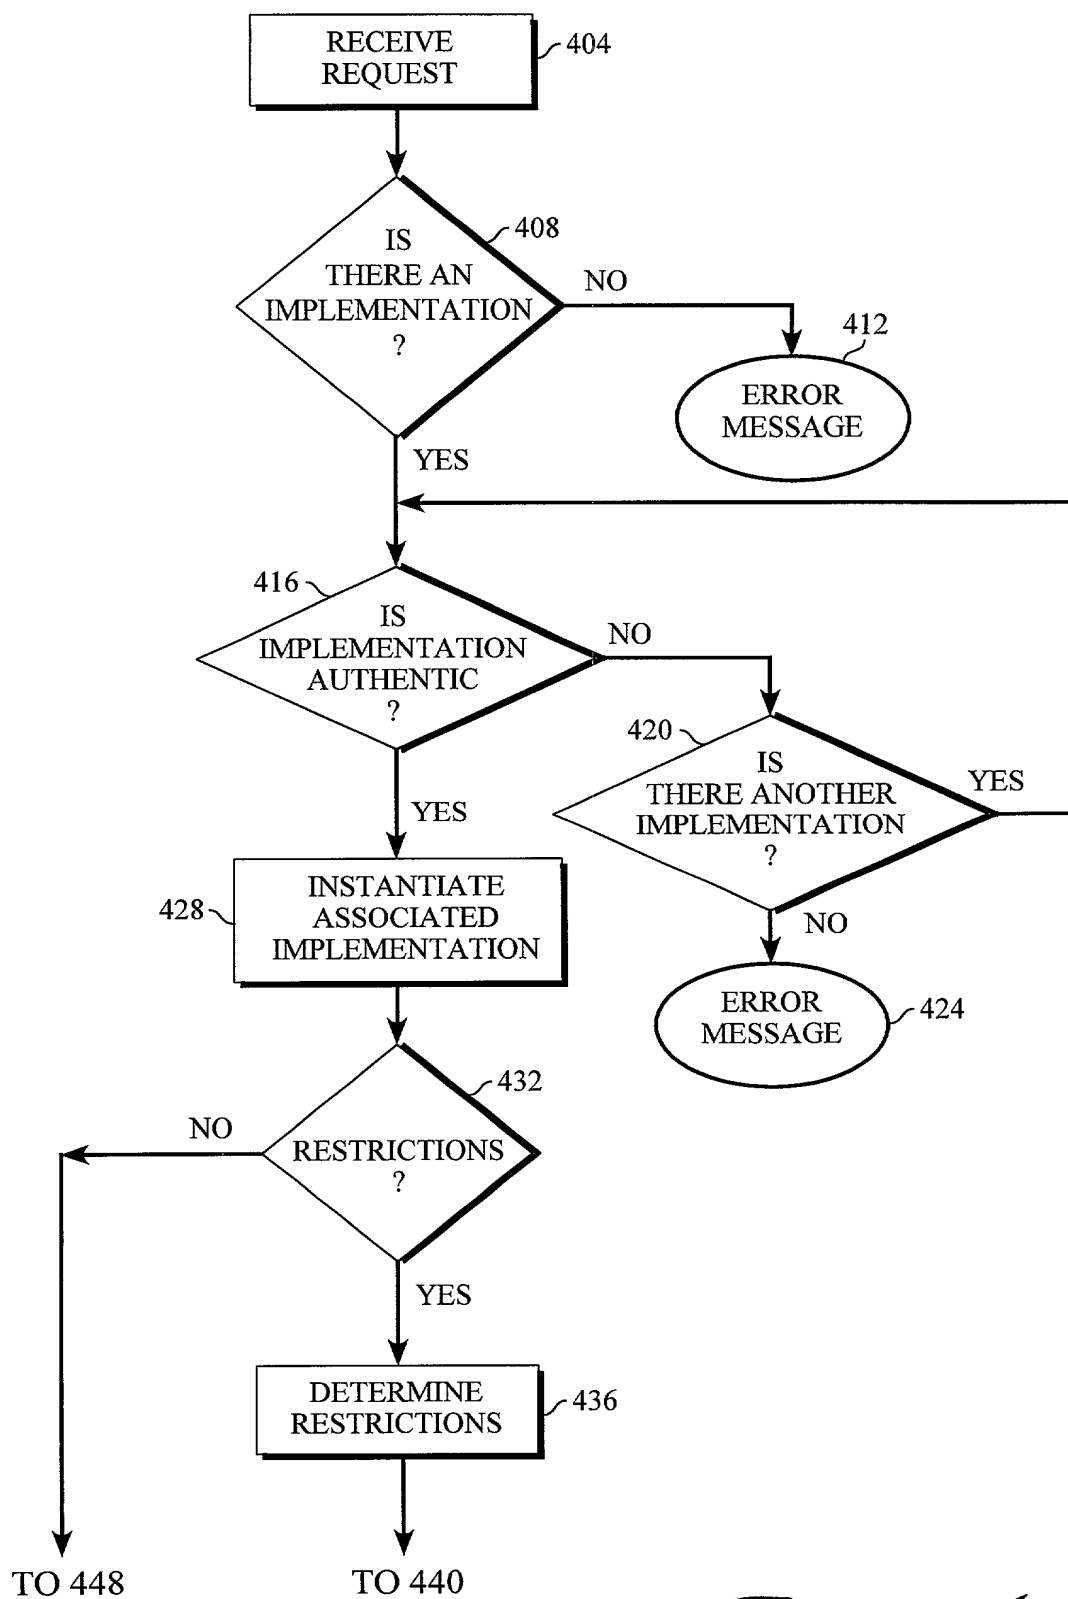 RECEIVE
REQUEST
404
408
IS
THERE AN
IMPLEMENTATION
?
NO
412
ERROR
MESSAGE
YES
416
IS
IMPLEMENTATION
AUTHENTIC
?
NO
420
IS
THERE ANOTHER
IMPLEMENTATION
?
YES
YES
428
INSTANTIATE
ASSOCIATED
IMPLEMENTATION
NO
ERROR
MESSAGE
424
432
NO
RESTRICTIONS
?
YES
DETERMINE
RESTRICTIONS
436
TO 448
TO 440